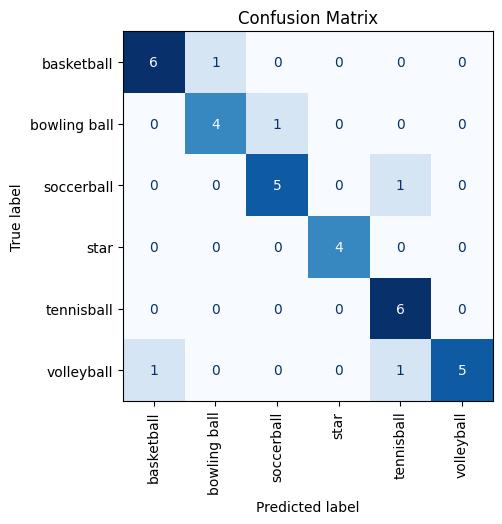 Confusion Matrix
True label
basketball 6 1 0 0 0 0
bowling ball 0 4 1 0 0 0
soccerball 0 0 5 0 1 0
star 0 0 0 4 0 0
tennisball 0 0 0 0 6 0
volleyball 1 0 0 0 1 5
basketball bowling ball soccerball star tennisball volleyball
Predicted label